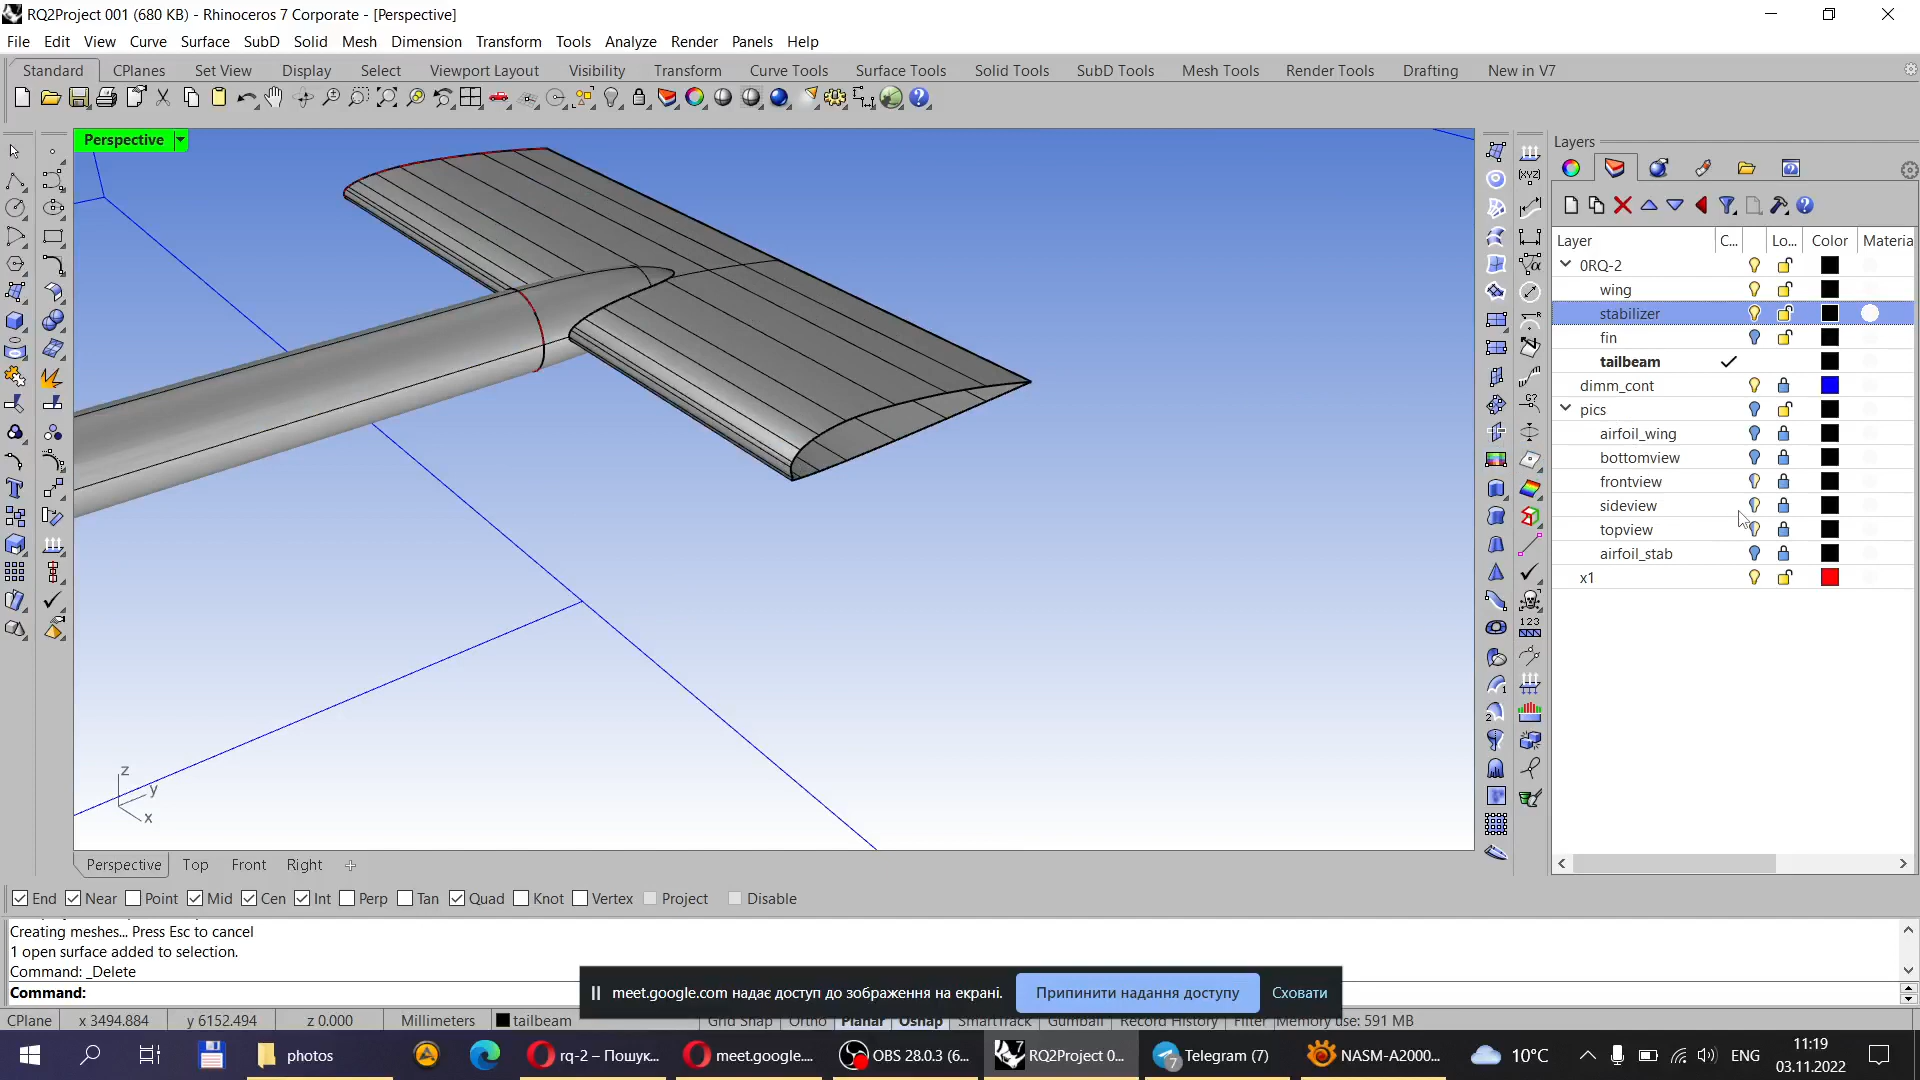 RQ2Project 001 (680 KB) - Rhinoceros 7 Corporate - [Perspective]
File Edit View Curve Surface SubD Solid Mesh Dimension Transform Tools Analyze Render Panels Help
Standard CPlanes Set View Display Select Viewport Layout Visibility Transform Curve Tools Surface Tools Solid Tools SubD Tools Mesh Tools Render Tools Drafting New in V7
Perspective
Layers
Layer C... Lo... Color Materia
0RQ-2
wing
stabilizer
fin
tailbeam
dimm_cont
pics
airfoil_wing
bottomview
frontview
sideview
topview
airfoil_stab
x1
z
y
x
Perspective Top Front Right
End Near Point Mid Cen Int Perp Tan Quad Knot Vertex Project Disable
Creating meshes... Press Esc to cancel
1 open surface added to selection.
Command: _Delete
Command:
meet.google.com надає доступ до зображення на екрані. Припинити надання доступу Сховати
CPlane x 3494.884 y 6152.494 z 0.000 Millimeters tailbeam Grid Snap Ortho Planar Osnap SmartTrack Gumball Record History Filter Memory use: 591 MB
photos rq-2 – Пошук... meet.google.... OBS 28.0.3 (6... RQ2Project 0... Telegram (7) NASM-A2000... 10°C ENG 11:19
03.11.2022